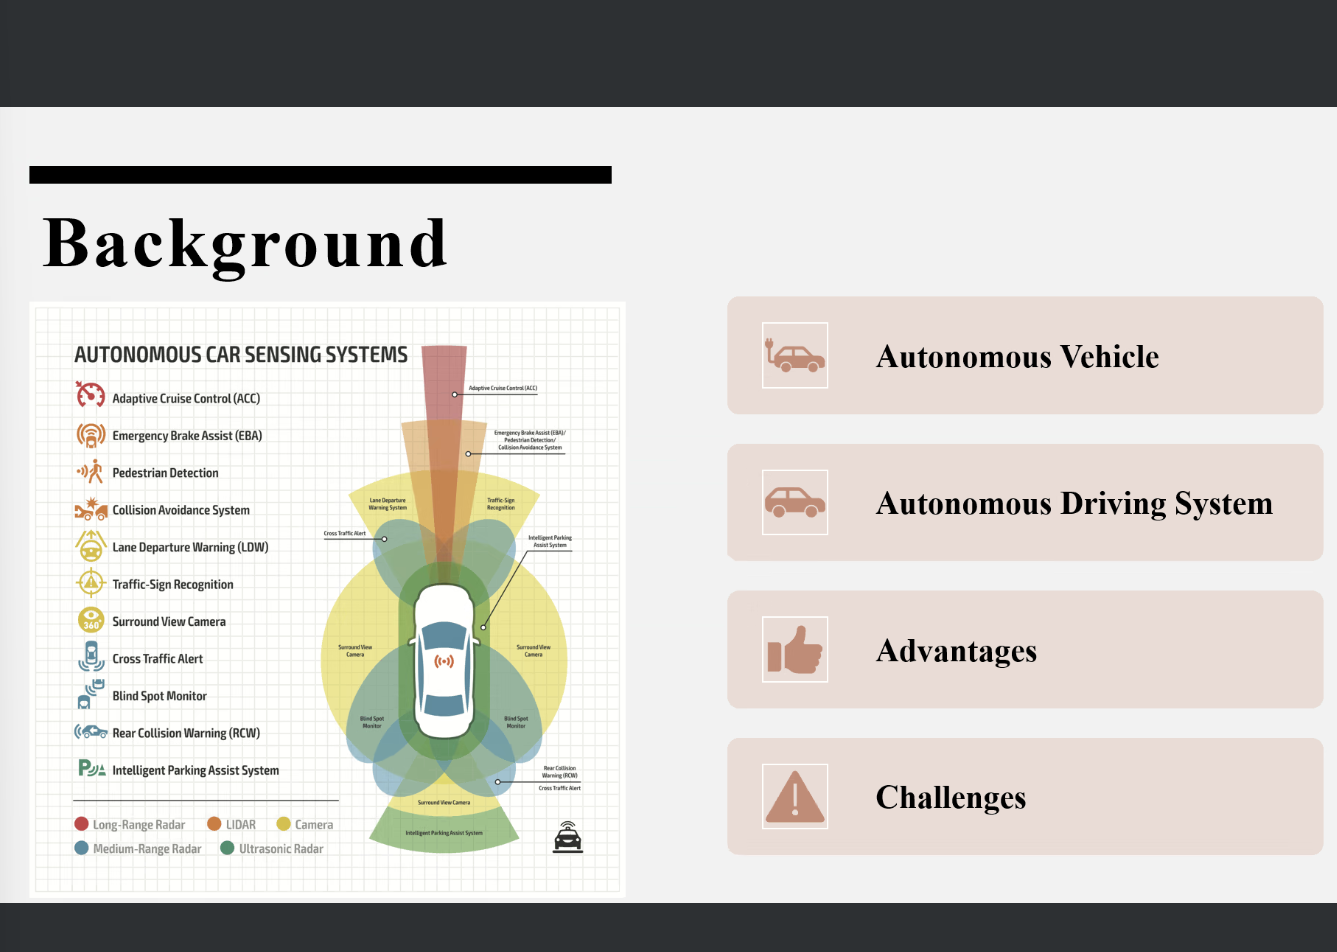 Background
AUTONOMOUS CAR SENSING SYSTEMS
Adaptive Cruise Control (ACC)
Emergency Brake Assist (EBA)
Pedestrian Detection
Collision Avoidance System
Lane Departure Warning (LDW)
Traffic-Sign Recognition
360°
Surround View Camera
Cross Traffic Alert
Blind Spot Monitor
Rear Collision Warning (RCW)
P
Intelligent Parking Assist System
Long-Range Radar
LIDAR
Camera
Medium-Range Radar
Ultrasonic Radar
Adaptive Cruise Control (ACC)
Emergency Brake Assist (EBA)/
Pedestrian Detection/
Collision Avoidance System
Lane Departure
Warning System
Traffic-Sign
Recognition
Cross Traffic Alert
Intelligent Parking
Assist System
Surround View
Camera
Surround View
Camera
Blind Spot
Monitor
Blind Spot
Monitor
Rear Collision
Warning (RCW)
Cross Traffic Alert
Surround View Camera
Intelligent Parking Assist System
Autonomous Vehicle
Autonomous Driving System
Advantages
Challenges